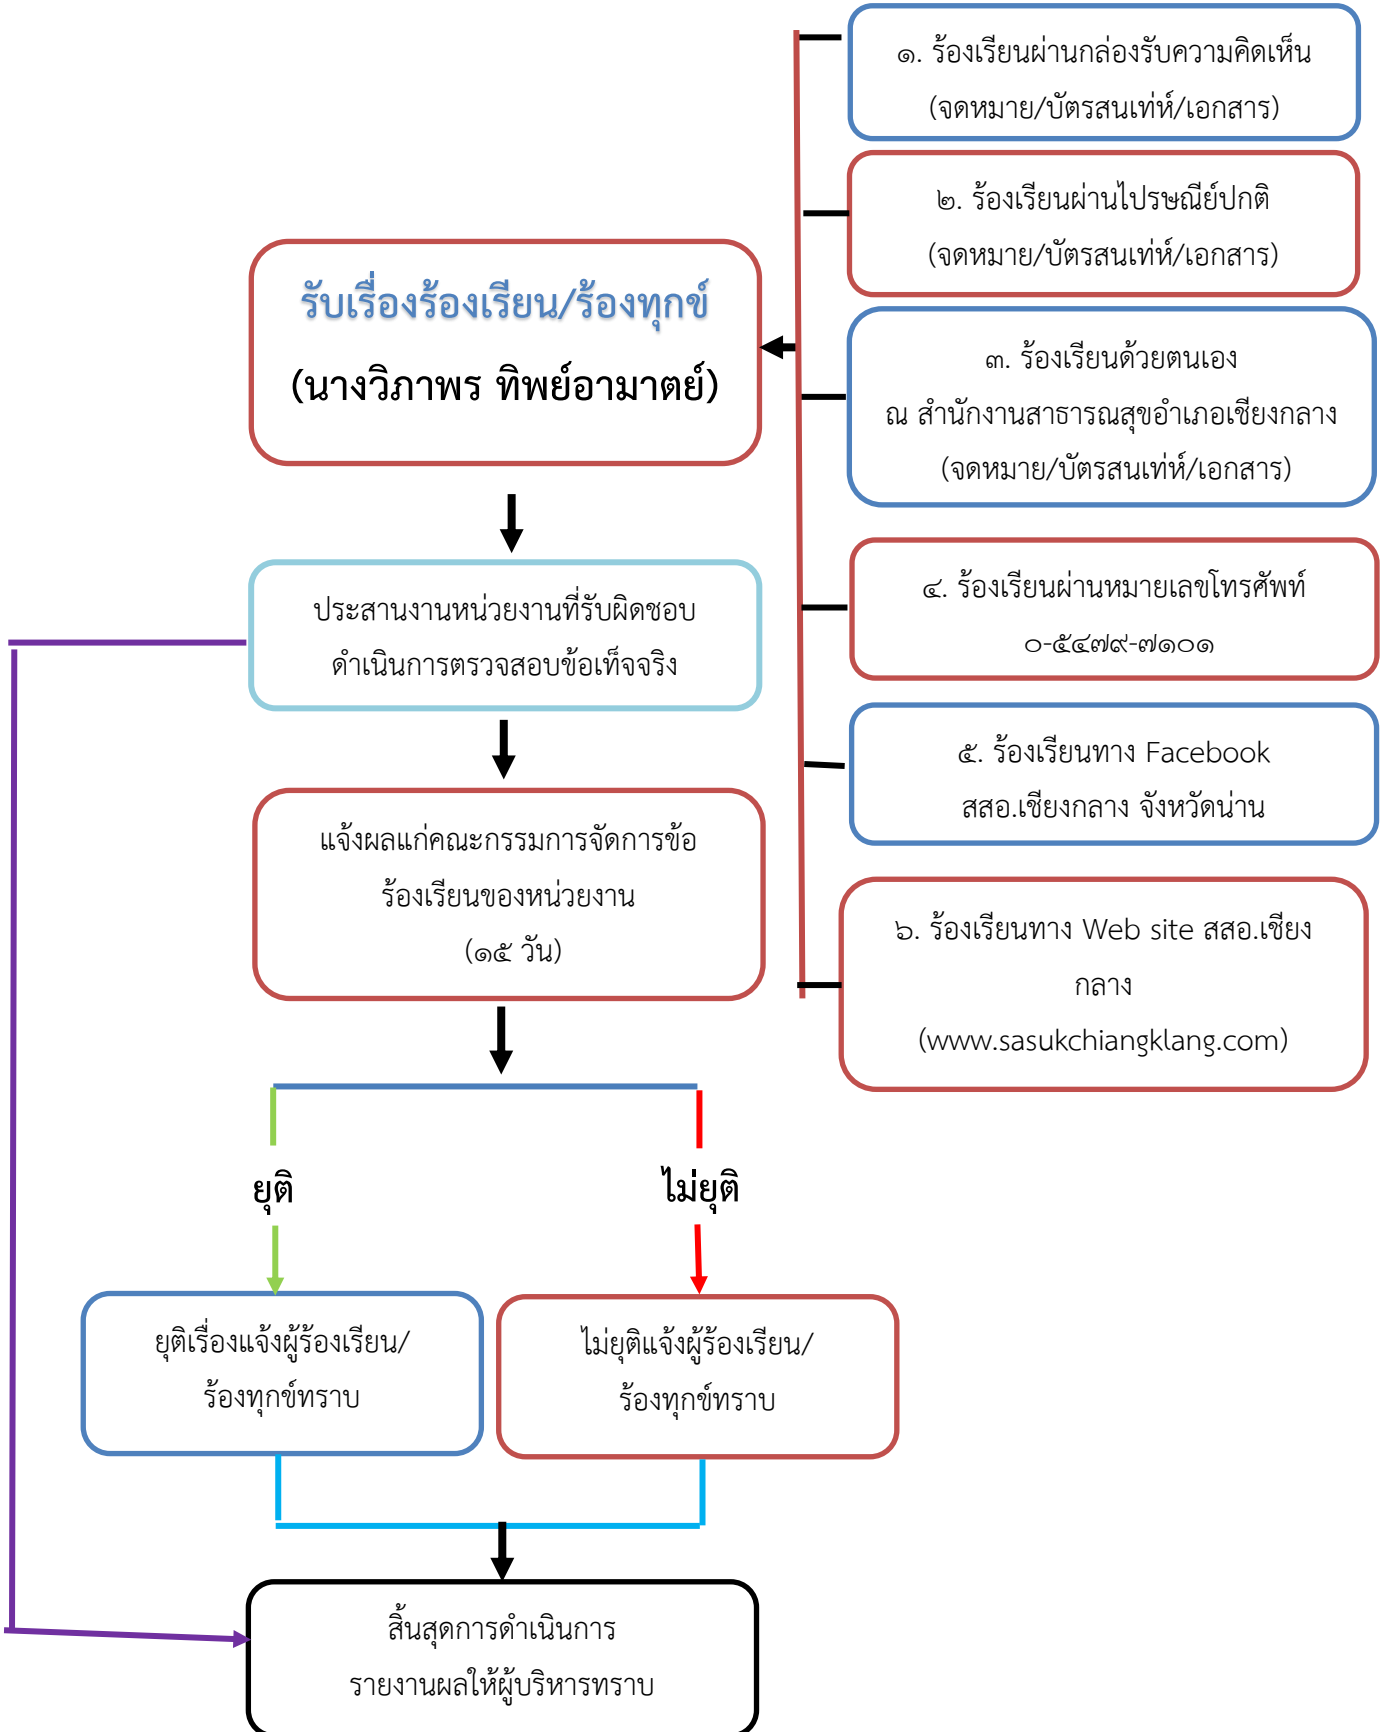 ๑. ร้องเรียนผ่านกล่องรับความคิดเห็น
(จดหมาย/บัตรสนเท่ห์/เอกสาร)
๒. ร้องเรียนผ่านไปรษณีย์ปกติ
(จดหมาย/บัตรสนเท่ห์/เอกสาร)
๓. ร้องเรียนด้วยตนเอง
ณ สำนักงานสาธารณสุขอำเภอเชียงกลาง
(จดหมาย/บัตรสนเท่ห์/เอกสาร)
๔. ร้องเรียนผ่านหมายเลขโทรศัพท์
๐-๕๔๗๙-๗๑๐๑
๕. ร้องเรียนทาง Facebook
สสอ.เชียงกลาง จังหวัดน่าน
๖. ร้องเรียนทาง Web site สสอ.เชียง
กลาง
(www.sasukchiangklang.com)
รับเรื่องร้องเรียน/ร้องทุกข์
(นางวิภาพร ทิพย์อามาตย์)
ประสานงานหน่วยงานที่รับผิดชอบ
ดำเนินการตรวจสอบข้อเท็จจริง
แจ้งผลแก่คณะกรรมการจัดการข้อ
ร้องเรียนของหน่วยงาน
(๑๕ วัน)
ยุติ
ไม่ยุติ
ยุติเรื่องแจ้งผู้ร้องเรียน/
ร้องทุกข์ทราบ
ไม่ยุติแจ้งผู้ร้องเรียน/
ร้องทุกข์ทราบ
สิ้นสุดการดำเนินการ
รายงานผลให้ผู้บริหารทราบ